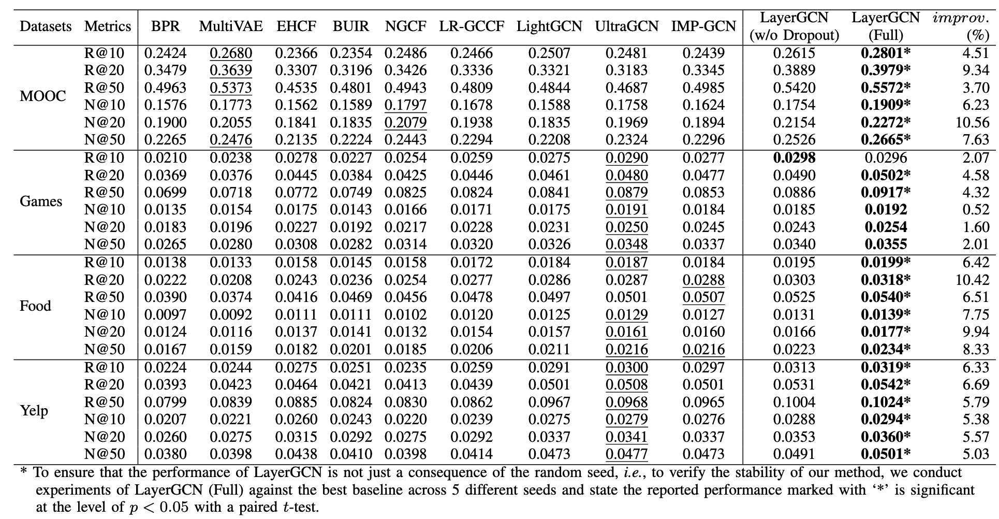 Datasets Metrics BPR MultiVAE EHCF BUIR NGCF LR-GCCF LightGCN UltraGCN IMP-GCN LayerGCN (w/o Dropout) LayerGCN (Full) improv. (%)
MOOC
R@10 0.2424 0.2680 0.2366 0.2354 0.2486 0.2466 0.2507 0.2481 0.2439 0.2615 0.2801* 4.51
R@20 0.3479 0.3639 0.3307 0.3196 0.3426 0.3336 0.3321 0.3183 0.3345 0.3889 0.3979* 9.34
R@50 0.4963 0.5373 0.4535 0.4801 0.4943 0.4809 0.4844 0.4687 0.4985 0.5420 0.5572* 3.70
N@10 0.1576 0.1773 0.1562 0.1589 0.1797 0.1678 0.1588 0.1758 0.1624 0.1754 0.1909* 6.23
N@20 0.1900 0.2055 0.1841 0.1835 0.2079 0.1938 0.1835 0.1969 0.1894 0.2154 0.2272* 10.56
N@50 0.2265 0.2476 0.2135 0.2224 0.2443 0.2294 0.2208 0.2324 0.2296 0.2526 0.2665* 7.63
Games
R@10 0.0210 0.0238 0.0278 0.0227 0.0254 0.0259 0.0275 0.0290 0.0277 0.0298 0.0296 2.07
R@20 0.0369 0.0376 0.0445 0.0384 0.0425 0.0446 0.0461 0.0480 0.0477 0.0490 0.0502* 4.58
R@50 0.0699 0.0718 0.0772 0.0749 0.0825 0.0824 0.0841 0.0879 0.0853 0.0886 0.0917* 4.32
N@10 0.0135 0.0154 0.0175 0.0143 0.0166 0.0171 0.0175 0.0191 0.0184 0.0185 0.0192 0.52
N@20 0.0183 0.0196 0.0227 0.0192 0.0217 0.0228 0.0231 0.0250 0.0245 0.0243 0.0254 1.60
N@50 0.0265 0.0280 0.0308 0.0282 0.0314 0.0320 0.0326 0.0348 0.0337 0.0340 0.0355 2.01
Food
R@10 0.0138 0.0133 0.0158 0.0145 0.0158 0.0172 0.0184 0.0187 0.0184 0.0195 0.0199* 6.42
R@20 0.0222 0.0208 0.0243 0.0236 0.0254 0.0277 0.0286 0.0287 0.0288 0.0303 0.0318* 10.42
R@50 0.0390 0.0374 0.0416 0.0469 0.0456 0.0478 0.0497 0.0501 0.0507 0.0525 0.0540* 6.51
N@10 0.0097 0.0092 0.0111 0.0111 0.0102 0.0120 0.0125 0.0129 0.0127 0.0131 0.0139* 7.75
N@20 0.0124 0.0116 0.0137 0.0141 0.0132 0.0154 0.0157 0.0161 0.0160 0.0166 0.0177* 9.94
N@50 0.0167 0.0159 0.0182 0.0201 0.0185 0.0206 0.0211 0.0216 0.0216 0.0223 0.0234* 8.33
Yelp
R@10 0.0224 0.0244 0.0275 0.0251 0.0235 0.0259 0.0291 0.0300 0.0297 0.0313 0.0319* 6.33
R@20 0.0393 0.0423 0.0464 0.0421 0.0413 0.0439 0.0501 0.0508 0.0501 0.0531 0.0542* 6.69
R@50 0.0799 0.0839 0.0885 0.0824 0.0830 0.0862 0.0967 0.0968 0.0965 0.1004 0.1024* 5.79
N@10 0.0207 0.0221 0.0260 0.0243 0.0220 0.0239 0.0275 0.0279 0.0276 0.0288 0.0294* 5.38
N@20 0.0260 0.0275 0.0315 0.0292 0.0275 0.0292 0.0337 0.0341 0.0337 0.0353 0.0360* 5.57
N@50 0.0380 0.0398 0.0438 0.0410 0.0398 0.0414 0.0473 0.0477 0.0473 0.0491 0.0501* 5.03
* To ensure that the performance of LayerGCN is not just a consequence of the random seed, i.e., to verify the stability of our method, we conduct
experiments of LayerGCN (Full) against the best baseline across 5 different seeds and state the reported performance marked with ‘*’ is significant
at the level of p < 0.05 with a paired t-test.